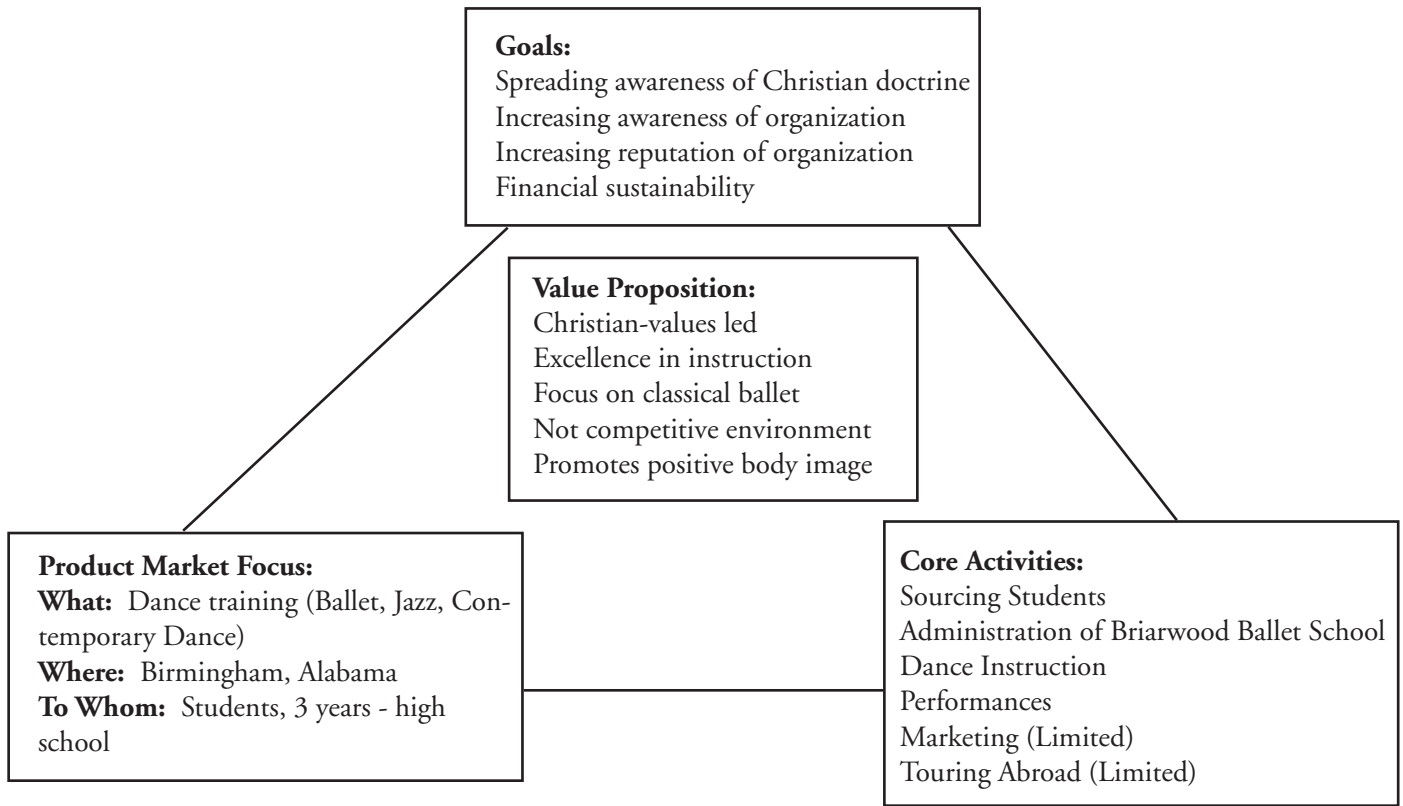 Goals:
Spreading awareness of Christian doctrine
Increasing awareness of organization
Increasing reputation of organization
Financial sustainability
Value Proposition:
Christian-values led
Excellence in instruction
Focus on classical ballet
Not competitive environment
Promotes positive body image
Product Market Focus:
What: Dance training (Ballet, Jazz, Con-
temporary Dance)
Where: Birmingham, Alabama
To Whom: Students, 3 years - high
school
Core Activities:
Sourcing Students
Administration of Briarwood Ballet School
Dance Instruction
Performances
Marketing (Limited)
Touring Abroad (Limited)